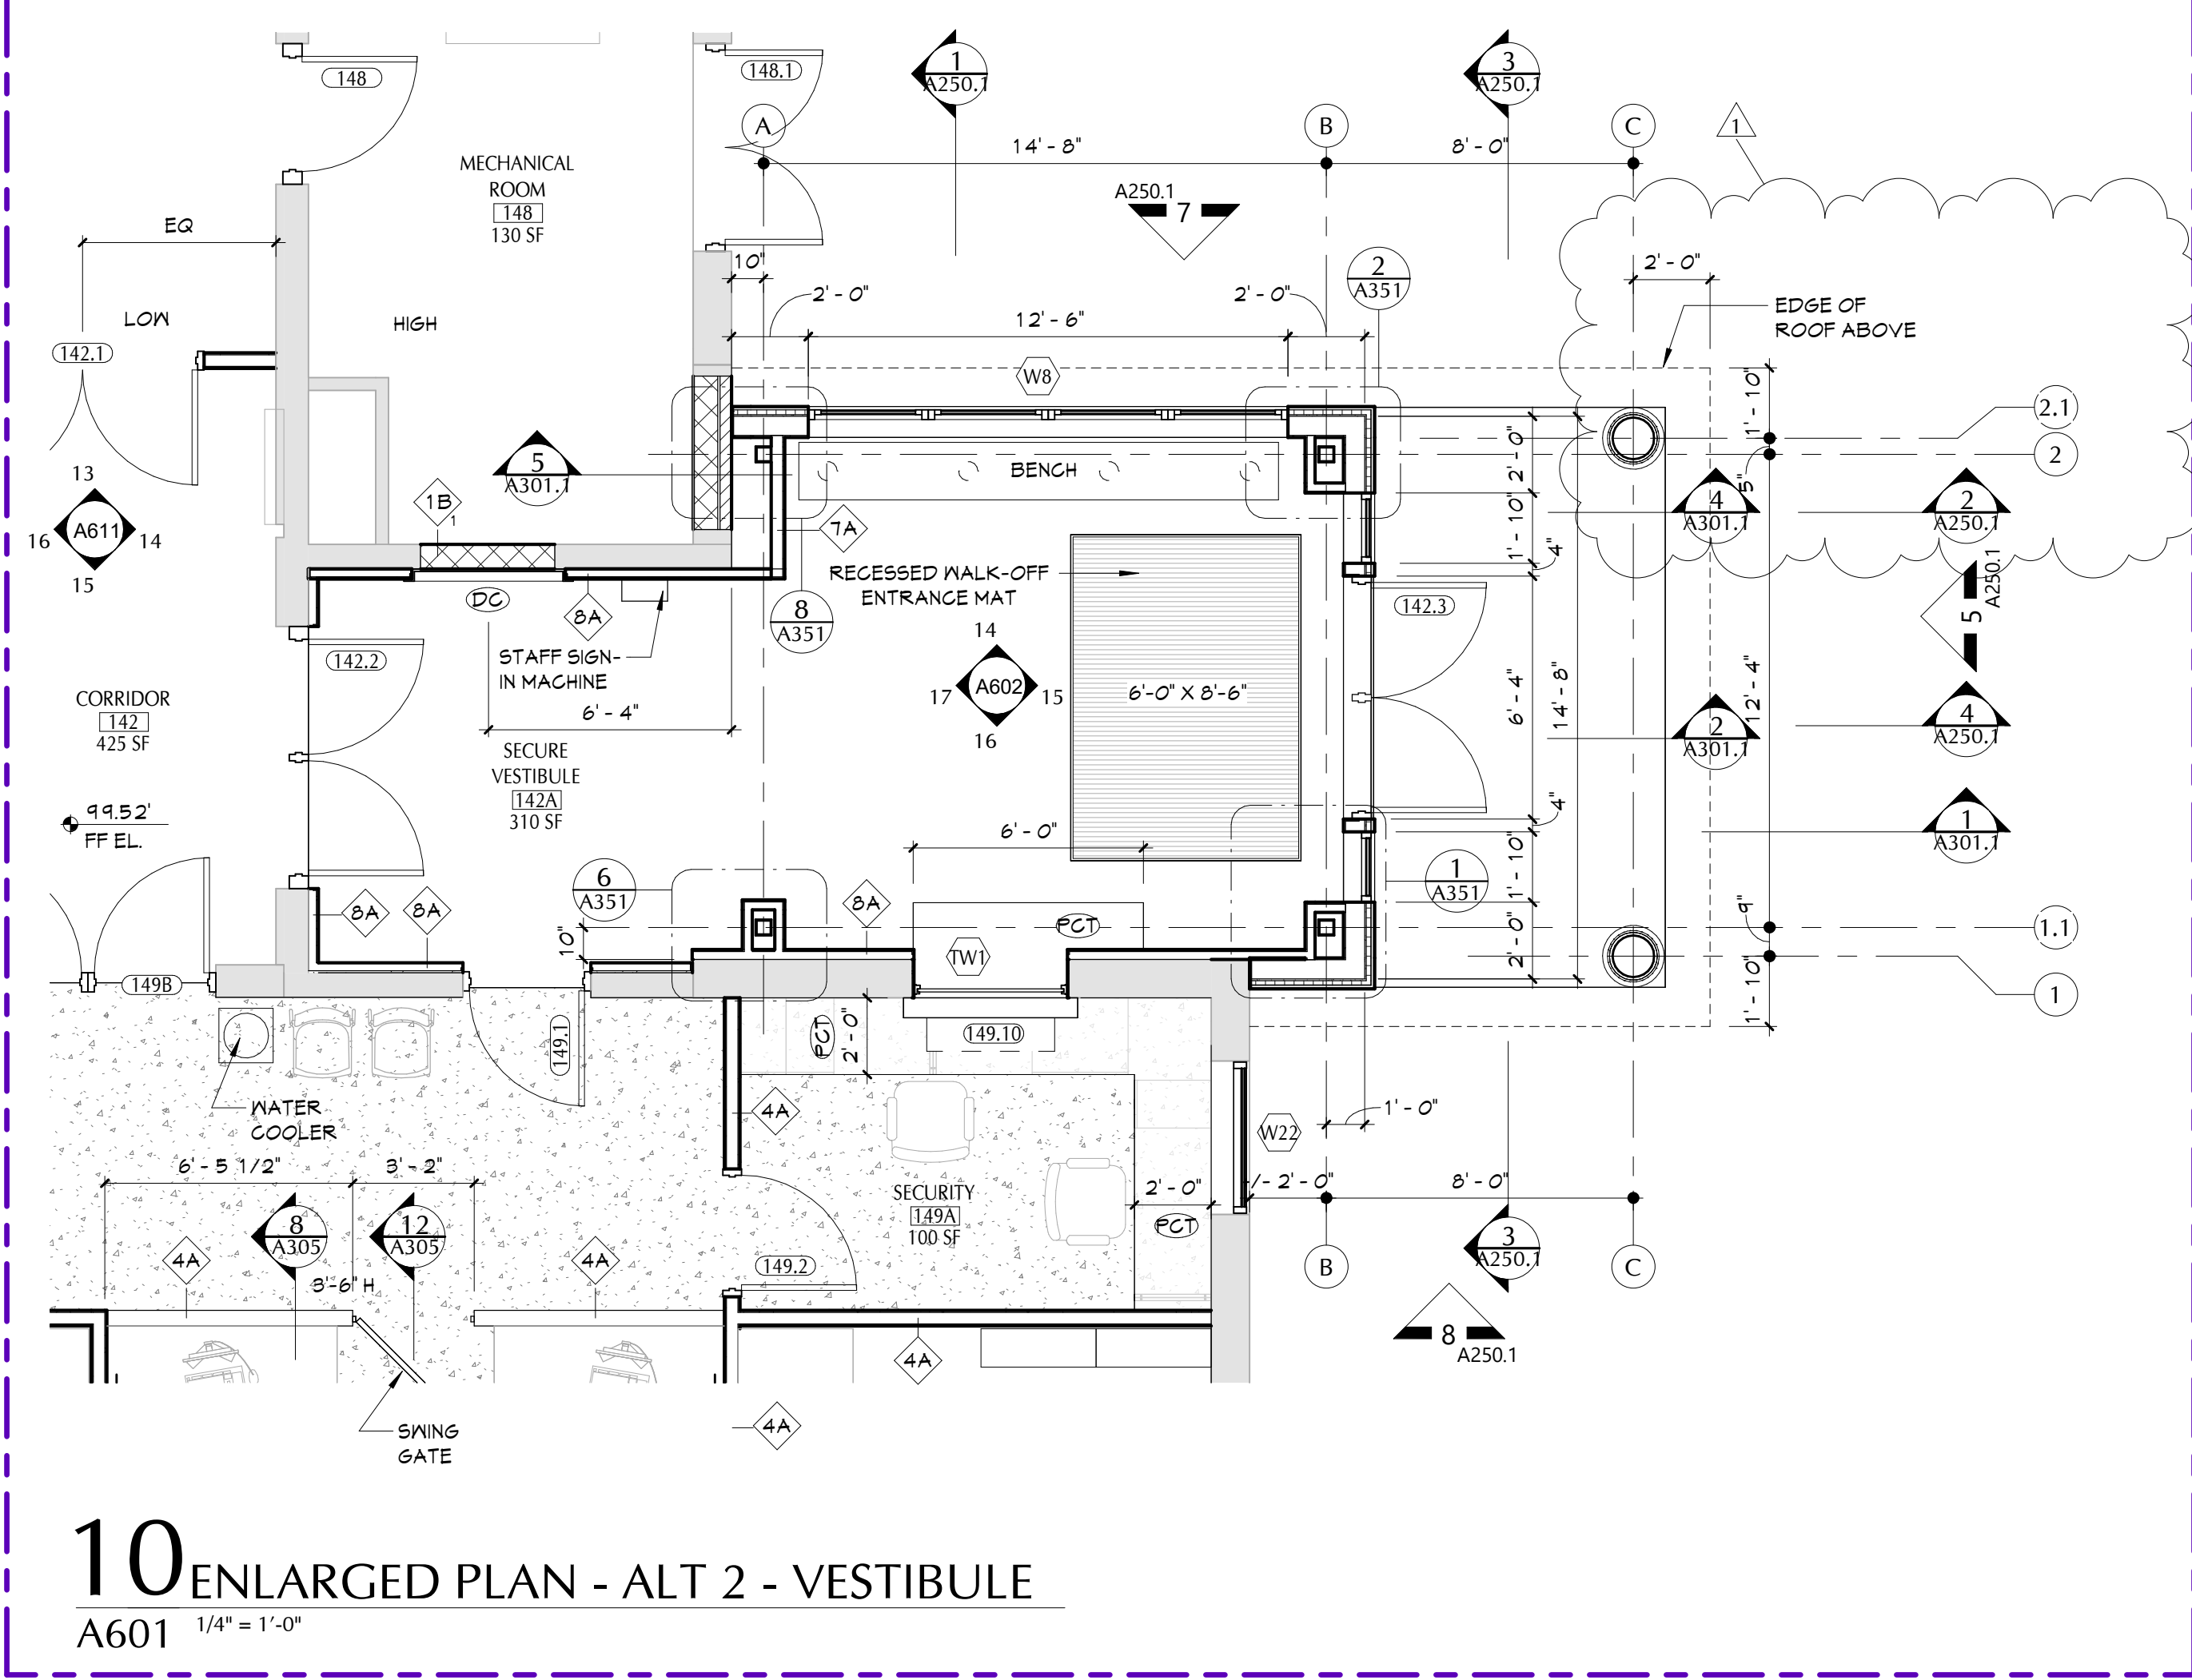 148
148.1
1
A250.1
3
A250.1
A
B
C
1
14' - 8"
8' - 0"
MECHANICAL
ROOM
148
130 SF
A250.1
7
EQ
10"
2' - 0"
2' - 0"
2
A351
2' - 0"
EDGE OF
ROOF ABOVE
LOW
HIGH
12' - 6"
142.1
W8
1' - 10"
2.1
2
5"
13
16
A611
14
15
5
A301.1
BENCH
2' - 0"
1B
1
7A
4
A301.1
2
A250.1
1' - 10"
4"
RECESSED WALK-OFF
ENTRANCE MAT
DC
8A
8
A351
142.3
5
A250.1
STAFF SIGN-
IN MACHINE
142.2
14
17
A602
15
16
6'-0" X 8'-6"
6' - 4"
14' - 8"
12' - 4"
CORRIDOR
142
425 SF
6' - 4"
2
A301.1
4
A250.1
SECURE
VESTIBULE
142A
310 SF
99.52'
FF EL.
6' - 0"
4"
1
A301.1
6
A351
8A
1
A351
1' - 10"
8A
8A
10"
PCT
9"
1.1
TW1
2' - 0"
149B
1' - 10"
1
149.1
PCT
2' - 0"
149.10
WATER
COOLER
4A
1' - 0"
W22
6' - 5 1/2"
3' - 2"
SECURITY
149A
100 SF
2' - 0"
/- 2' - 0"
8' - 0"
PCT
8
A305
12
A305
4A
3'-6" H
4A
149.2
B
3
A250.1
C
8
A250.1
4A
4A
SWING
GATE
10
ENLARGED PLAN - ALT 2 - VESTIBULE
A601
1/4" = 1'-0"